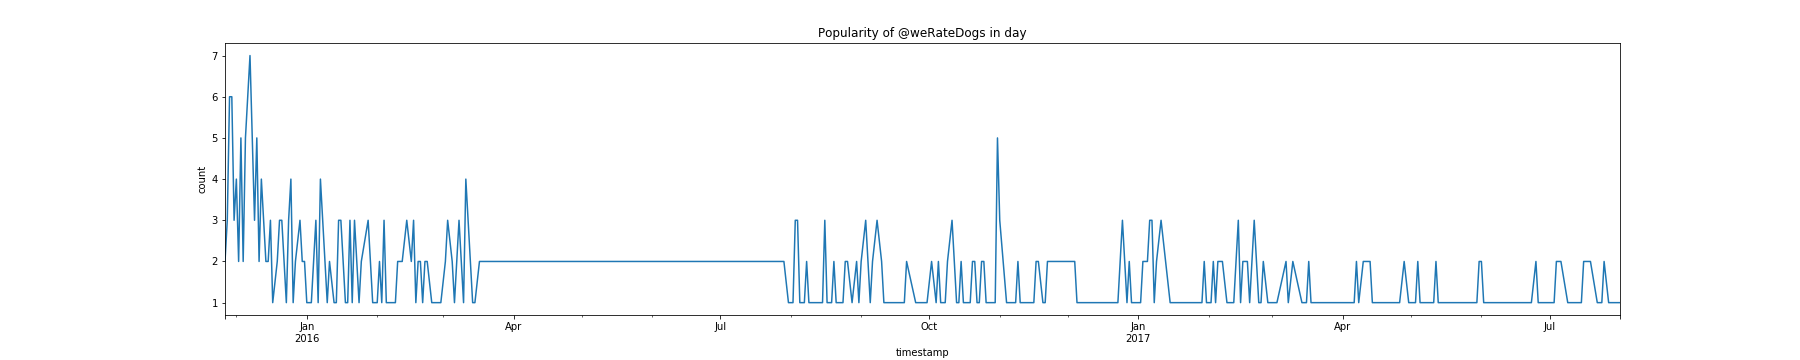 Popularity of @weRateDogs in day
count
7
6
5
4
3
2
1
Jan
2016
Apr
Jul
Oct
Jan
2017
Apr
Jul
timestamp